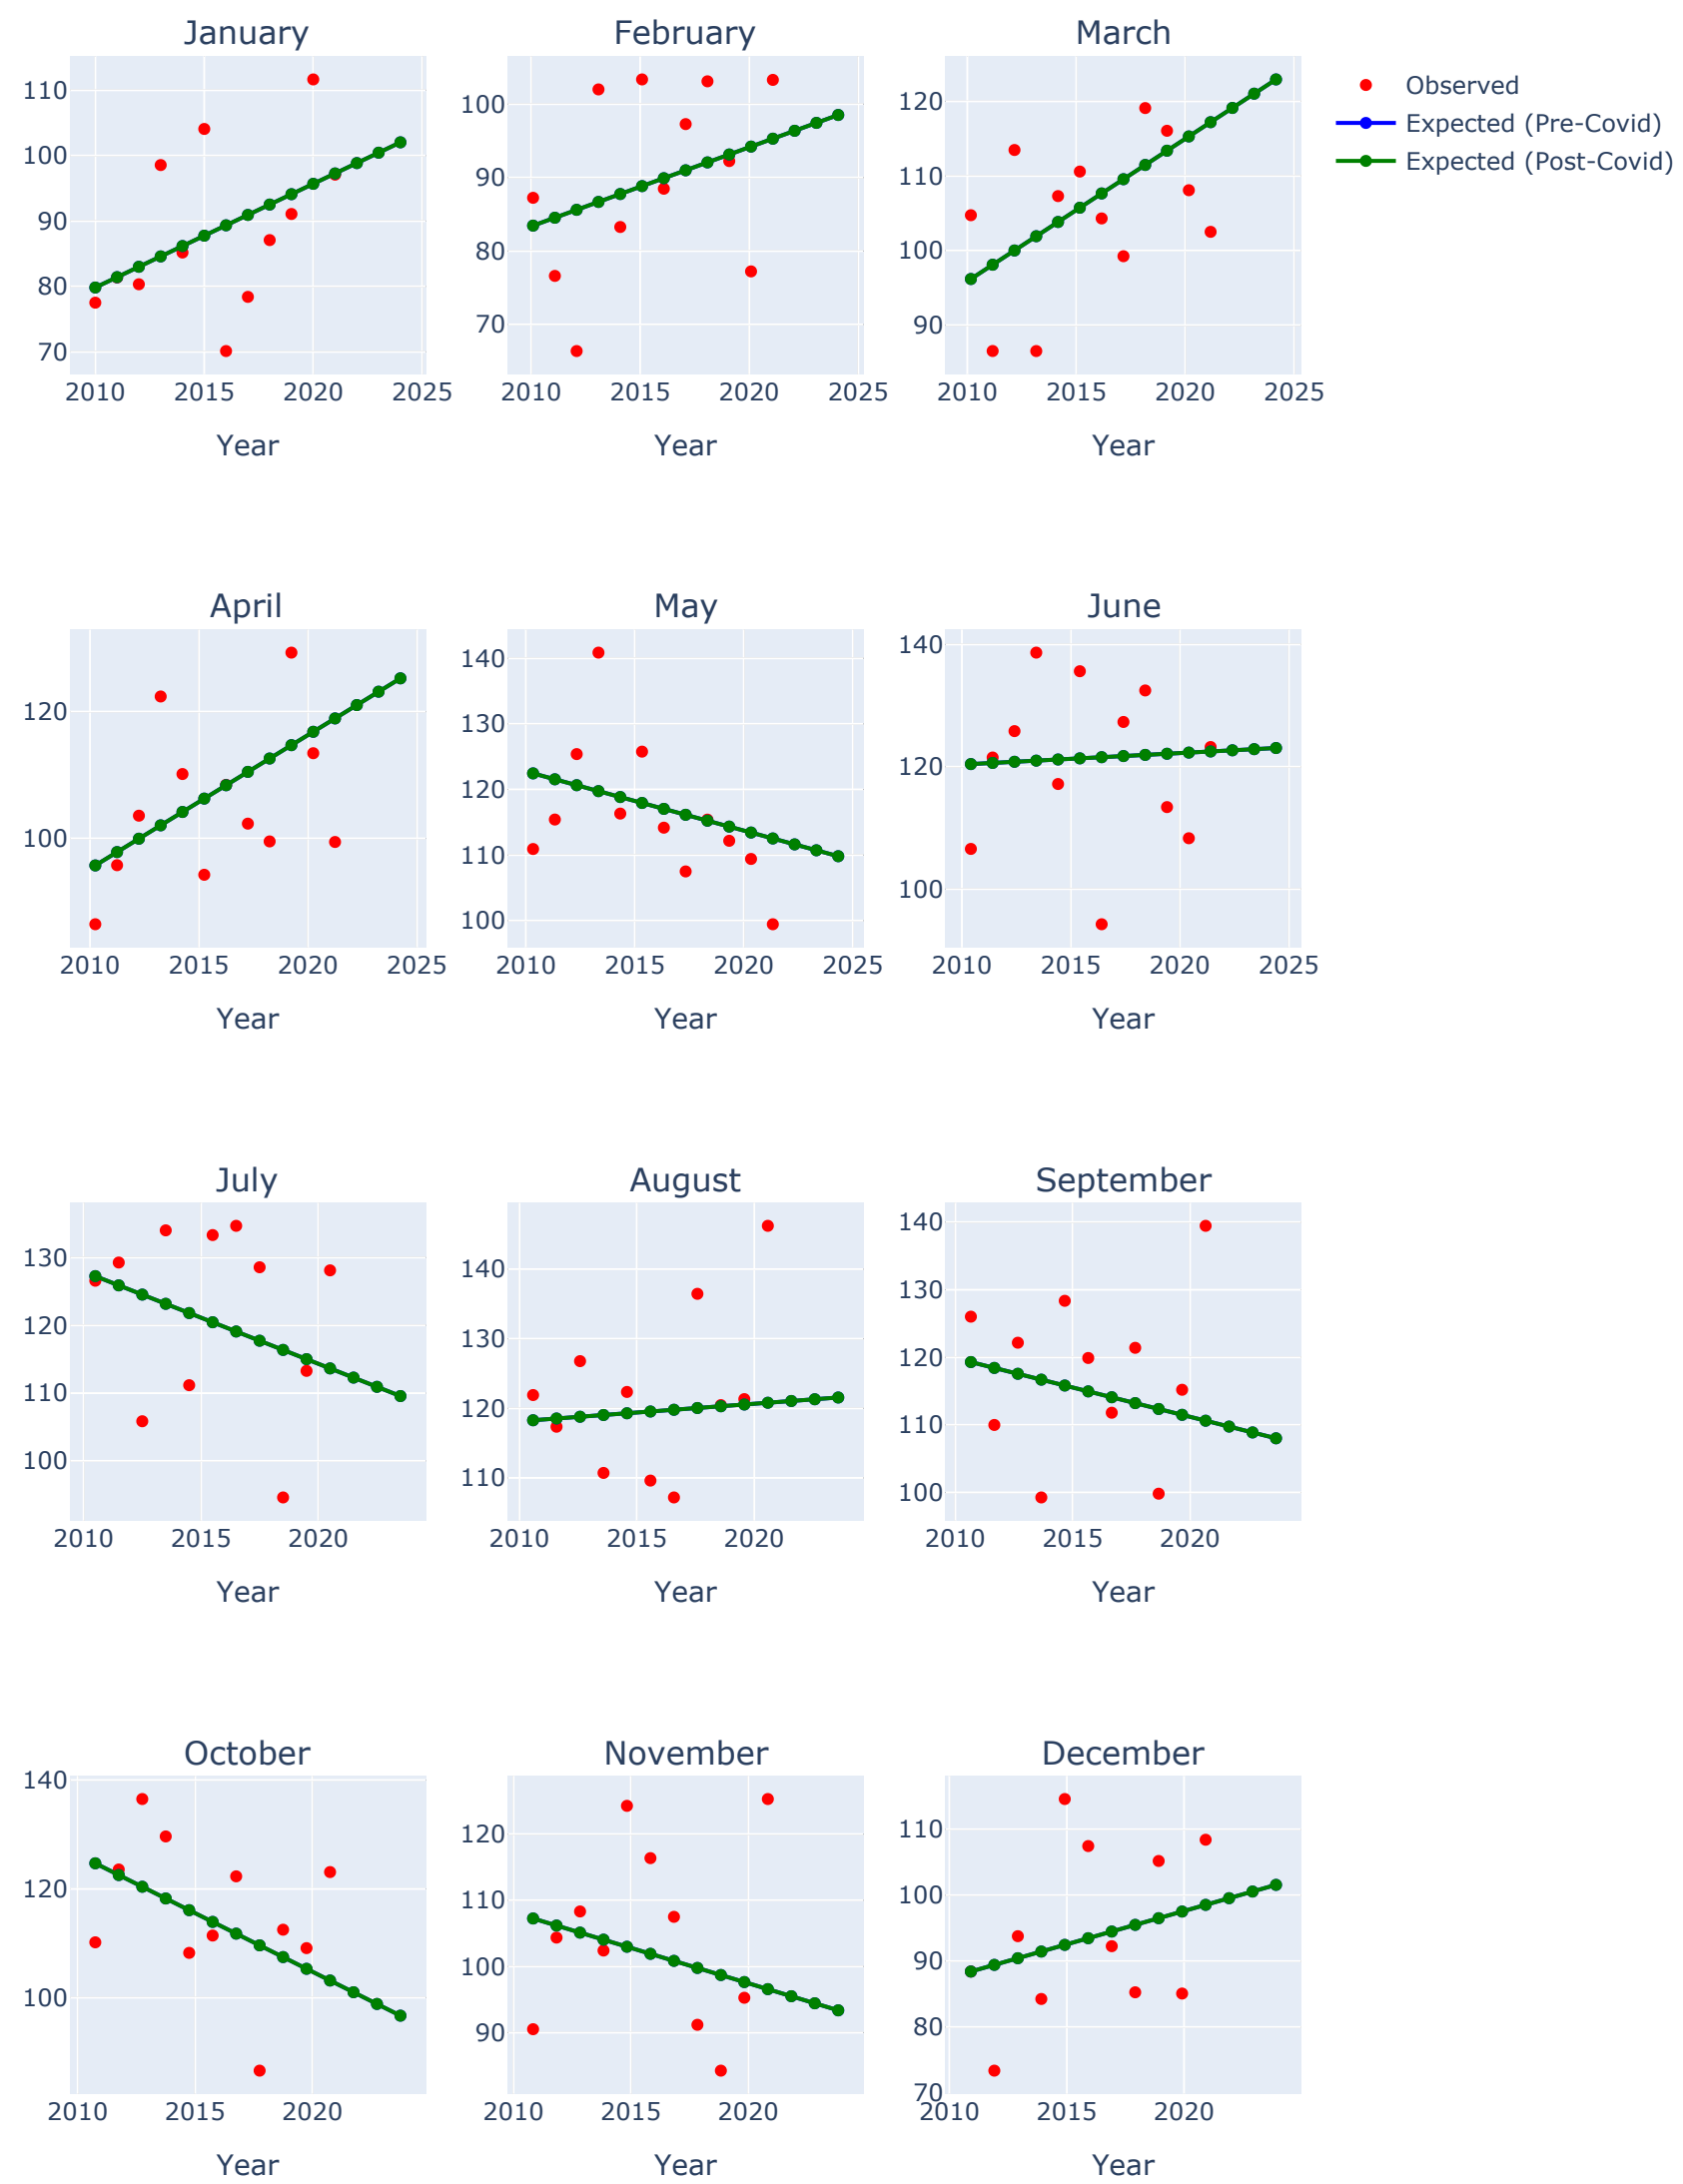 January
February
March
110
100
90
80
70
2010 2015 2020 2025
Year
100
90
80
70
2010 2015 2020 2025
Year
120
110
100
90
2010 2015 2020 2025
Year
Observed
Expected (Pre-Covid)
Expected (Post-Covid)
April
May
June
120
100
2010 2015 2020 2025
Year
140
130
120
110
100
2010 2015 2020 2025
Year
140
120
100
2010 2015 2020 2025
Year
July
August
September
130
120
110
100
2010 2015 2020
Year
140
130
120
110
2010 2015 2020
Year
140
130
120
110
100
2010 2015 2020
Year
October
November
December
140
120
100
2010 2015 2020
Year
120
110
100
90
2010 2015 2020
Year
110
100
90
80
70
2010 2015 2020
Year